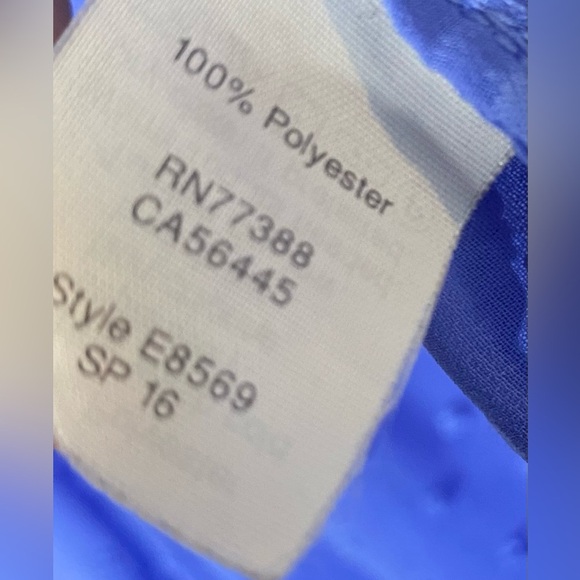 100% Polyester
RN77388
CA56445
Style E8569
SP 16